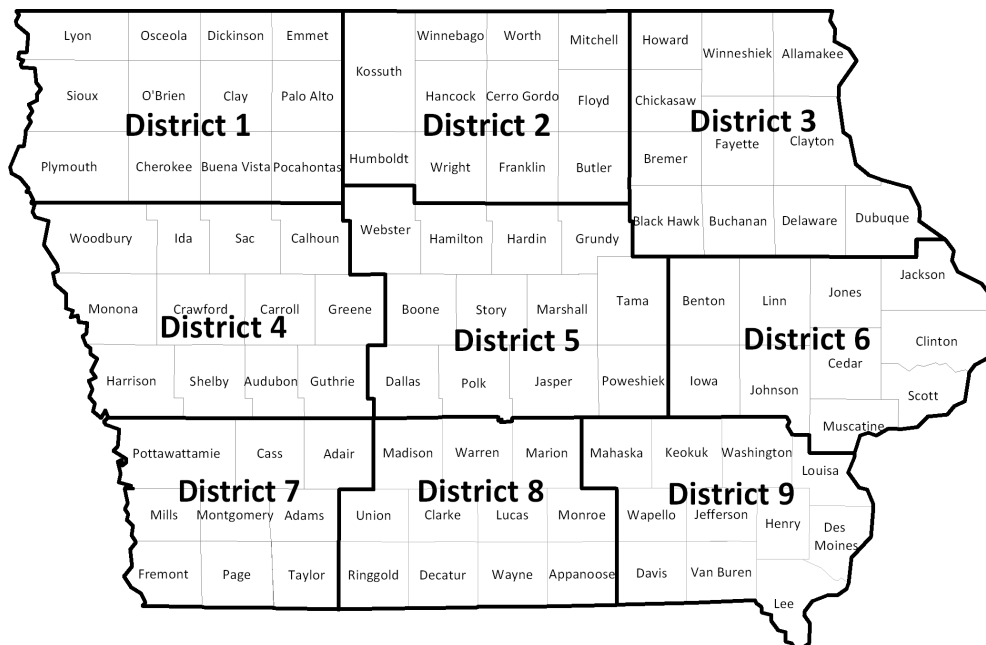 Lyon Osceola Dickinson Emmet
Sioux O'Brien Clay Palo Alto
District 1
Plymouth Cherokee Buena Vista Pocahontas
Kossuth Winnebago Worth Mitchell
Hancock Cerro Gordo Floyd
District 2
Humboldt Wright Franklin Butler
Howard Winneshiek Allamakee
Chickasaw
District 3
Bremer Fayette Clayton
Black Hawk Buchanan Delaware Dubuque
Woodbury Ida Sac Calhoun
Monona Crawford Carroll Greene
District 4
Harrison Shelby Audubon Guthrie
Webster Hamilton Hardin Grundy
Boone Story Marshall Tama
District 5
Dallas Polk Jasper Poweshiek
Jackson
Benton Linn Jones
Clinton
District 6
Cedar
Iowa Johnson Scott
Muscatine
Pottawattamie Cass Adair
District 7
Mills Montgomery Adams
Fremont Page Taylor
Madison Warren Marion
District 8
Union Clarke Lucas Monroe
Ringgold Decatur Wayne Appanoose
Mahaska Keokuk Washington Louisa
District 9
Wapello Jefferson Henry Des
Moines
Davis Van Buren
Lee